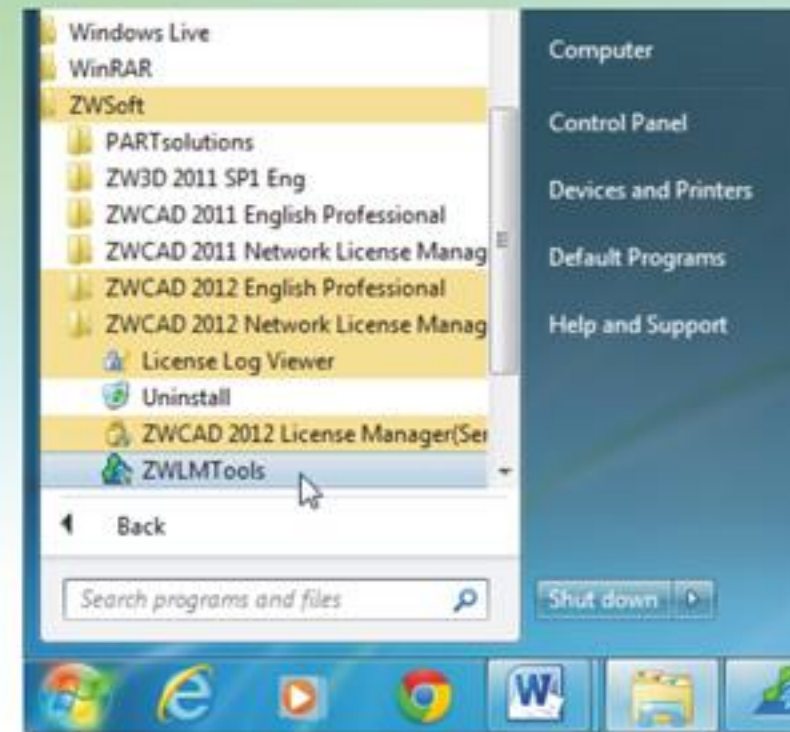 Windows Live
WinRAR
ZWSoft
PARTsolutions
ZW3D 2011 SP1 Eng
ZWCAD 2011 English Professional
ZWCAD 2011 Network License Manag
ZWCAD 2012 English Professional
ZWCAD 2012 Network License Manag
License Log Viewer
Uninstall
ZWCAD 2012 License Manager(Ser
ZWLMTools
Back
Search programs and files
Computer
Control Panel
Devices and Printers
Default Programs
Help and Support
Shut down
W